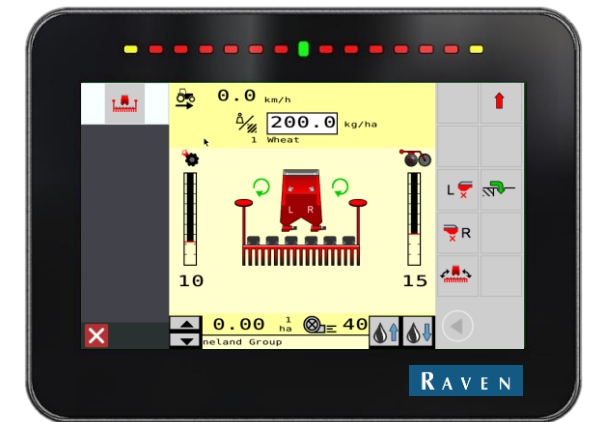 0.0 km/h
200.0 kg/ha
1 Wheat
L R
L
R
10
15
0.00 1 ha
40
neland Group
RAVEN